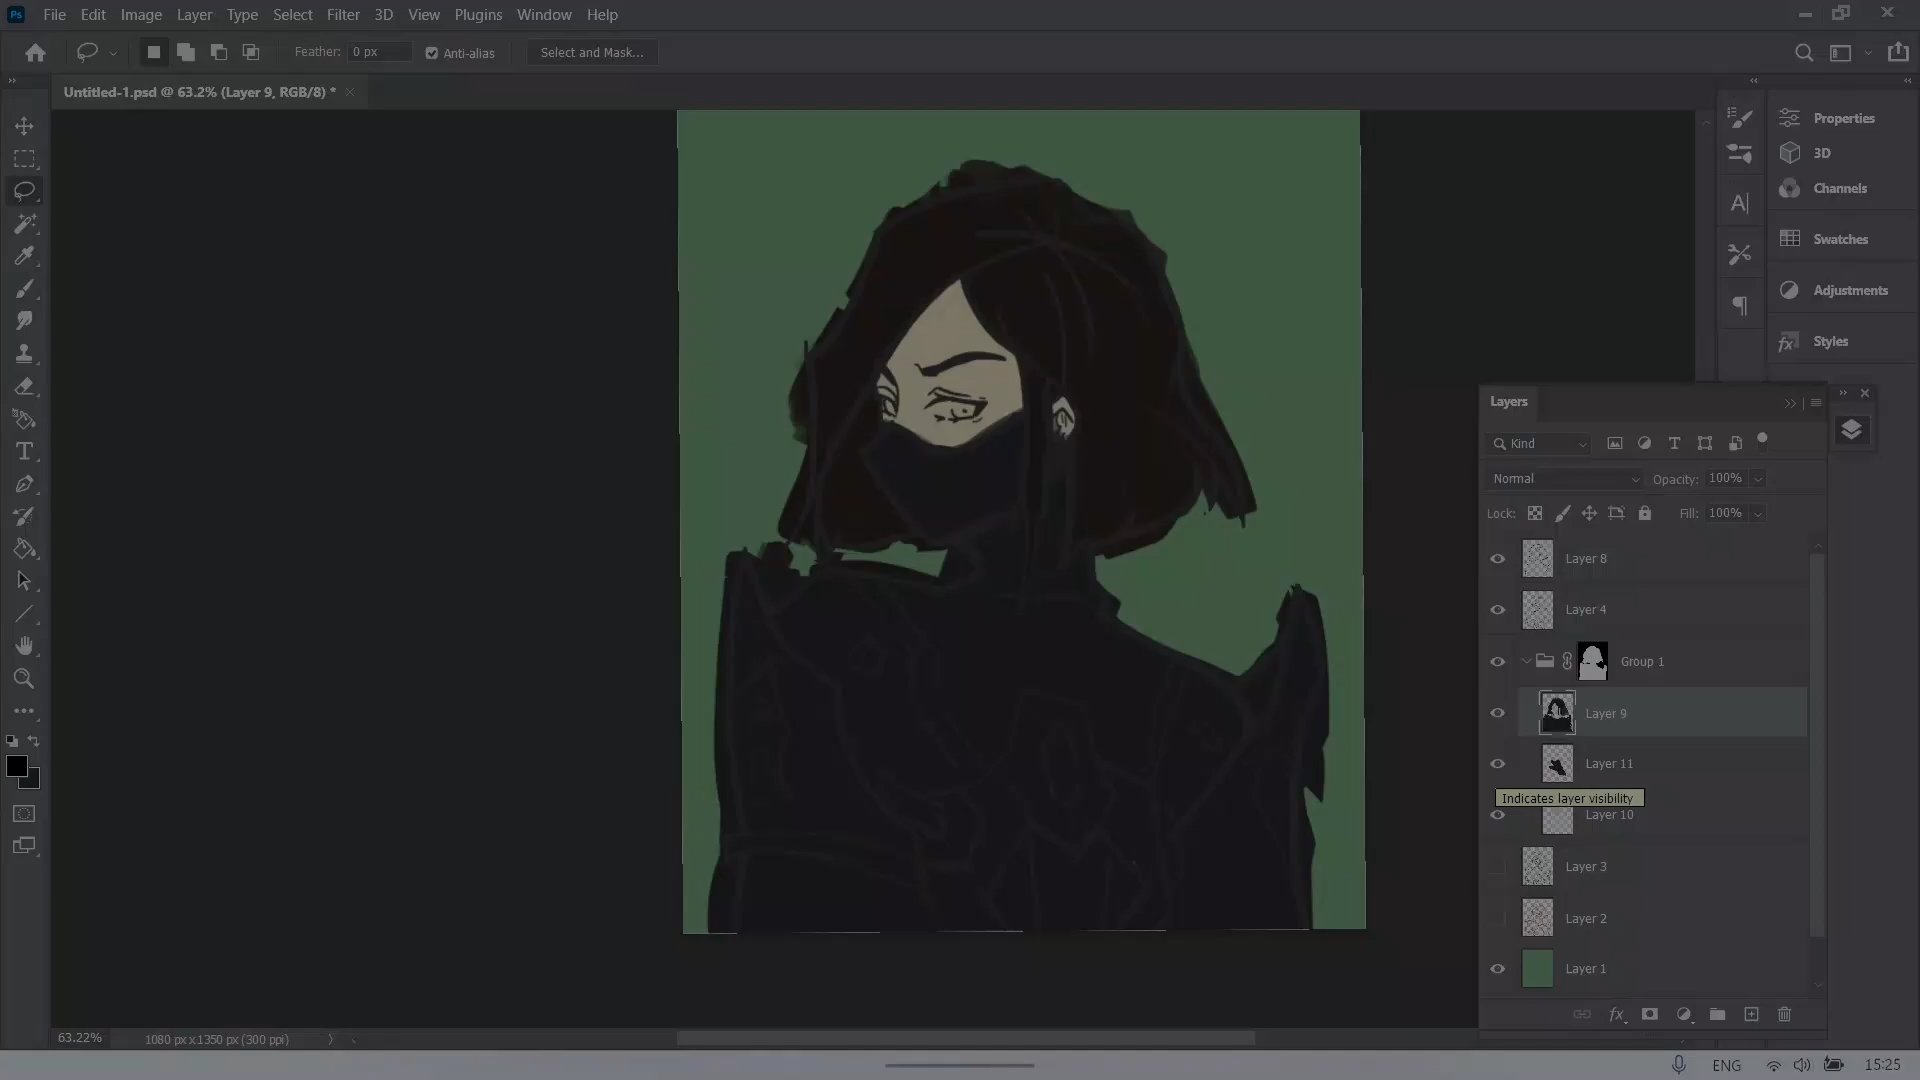 Ps File Edit Image Layer Type Select Filter 3D View Plugins Window Help
Feather: 0 px Anti-alias Select and Mask...
Untitled-1.psd @ 63.2% (Layer 9, RGB/8) *
Properties
3D
Channels
Swatches
Adjustments
Styles
Layers
Kind
Normal Opacity: 100%
Lock: Fill: 100%
Layer 8
Layer 4
Group 1
Layer 9
Layer 11
Indicates layer visibility
Layer 10
Layer 3
Layer 2
Layer 1
fx
63.22% 1080 px x 1350 px (300 ppi)
ENG 15:25